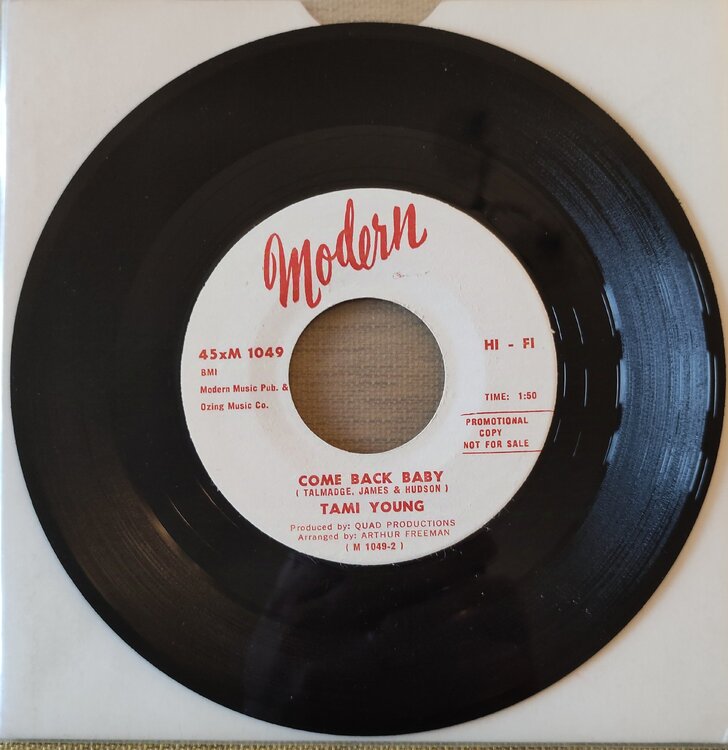 Modern
45xM 1049
HI - FI
BMI
Modern Music Pub. &
Ozing Music Co.
TIME: 1:50
PROMOTIONAL
COPY
NOT FOR SALE
COME BACK BABY
( TALMADGE, JAMES & HUDSON )
TAMI YOUNG
Produced by: QUAD PRODUCTIONS
Arranged by: ARTHUR FREEMAN
( M 1049-2 )